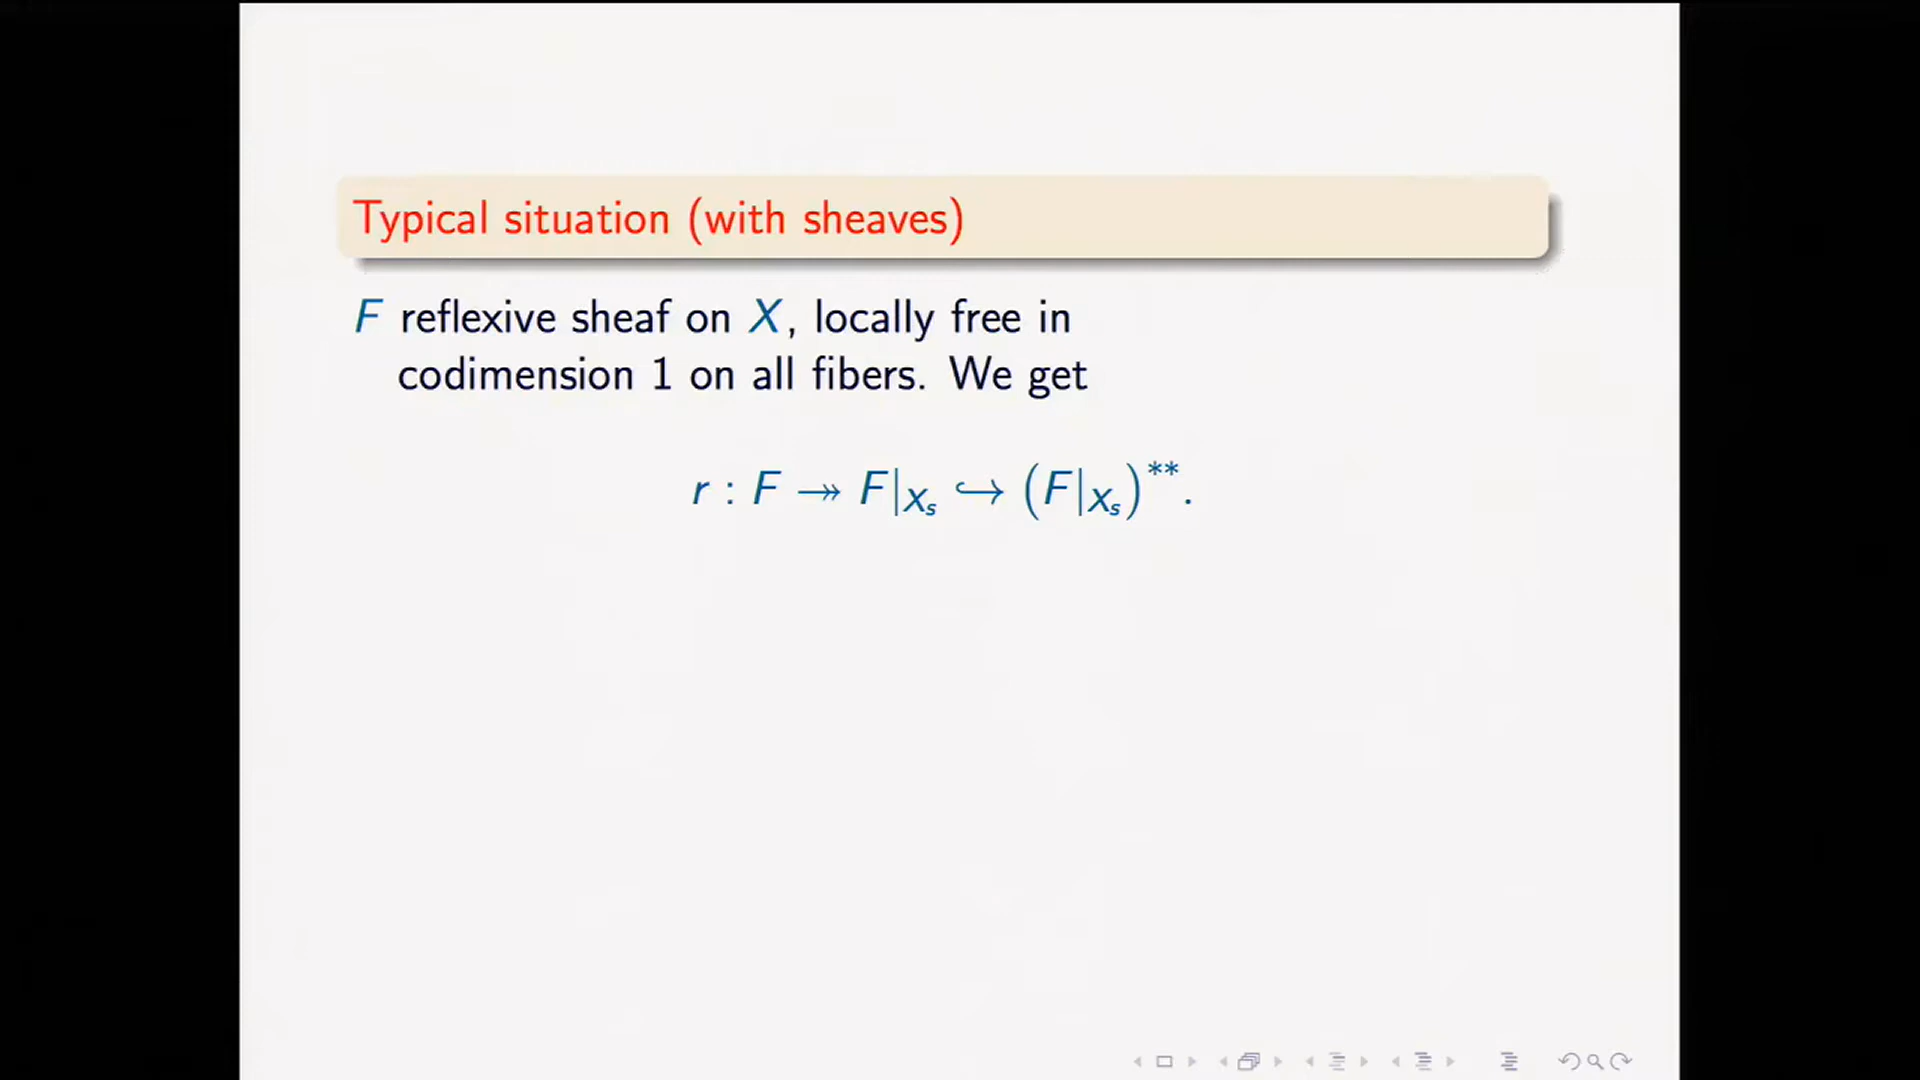 Typical situation (with sheaves)
F reflexive sheaf on X, locally free in
codimension 1 on all fibers. We get
r : F ↠ F|_{X_s} ↪ (F|_{X_s})^{**}.